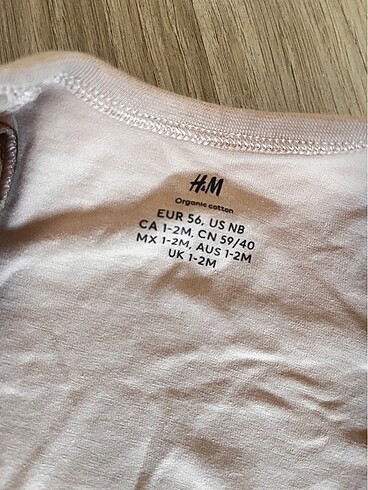 H&M
Organic cotton
EUR 56, US NB
CA 1-2M, CN 59/40
MX 1-2M, AUS 1-2M
UK 1-2M